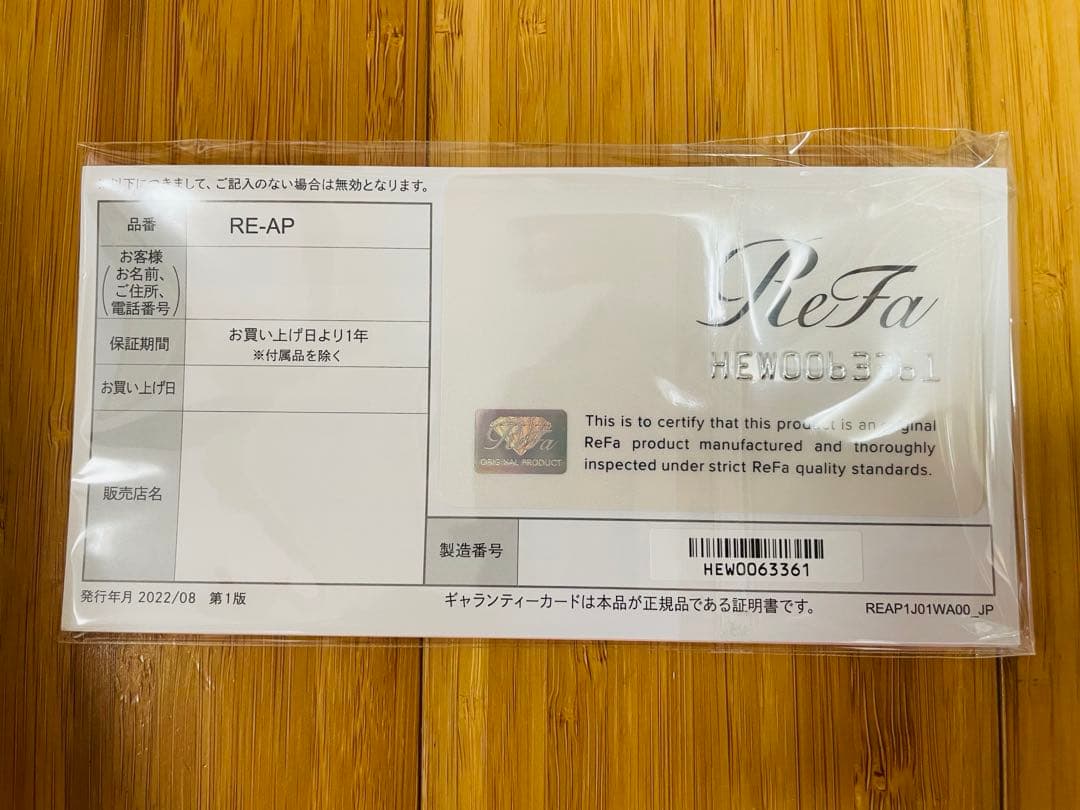 以下につきまして、ご記入のない場合は無効となります。
品番
RE-AP
お客様
(お名前、
ご住所、
電話番号)
保証期間
お買い上げ日より1年
※付属品を除く
お買い上げ日
販売店名
発行年月 2022/08 第1版
ReFa
HEW0063361
ReFa
ORIGINAL PRODUCT
This is to certify that this product is an original
ReFa product manufactured and thoroughly
inspected under strict ReFa quality standards.
製造番号
HEW0063361
ギャランティーカードは本品が正規品である証明書です。
REAP1J01WA00_JP